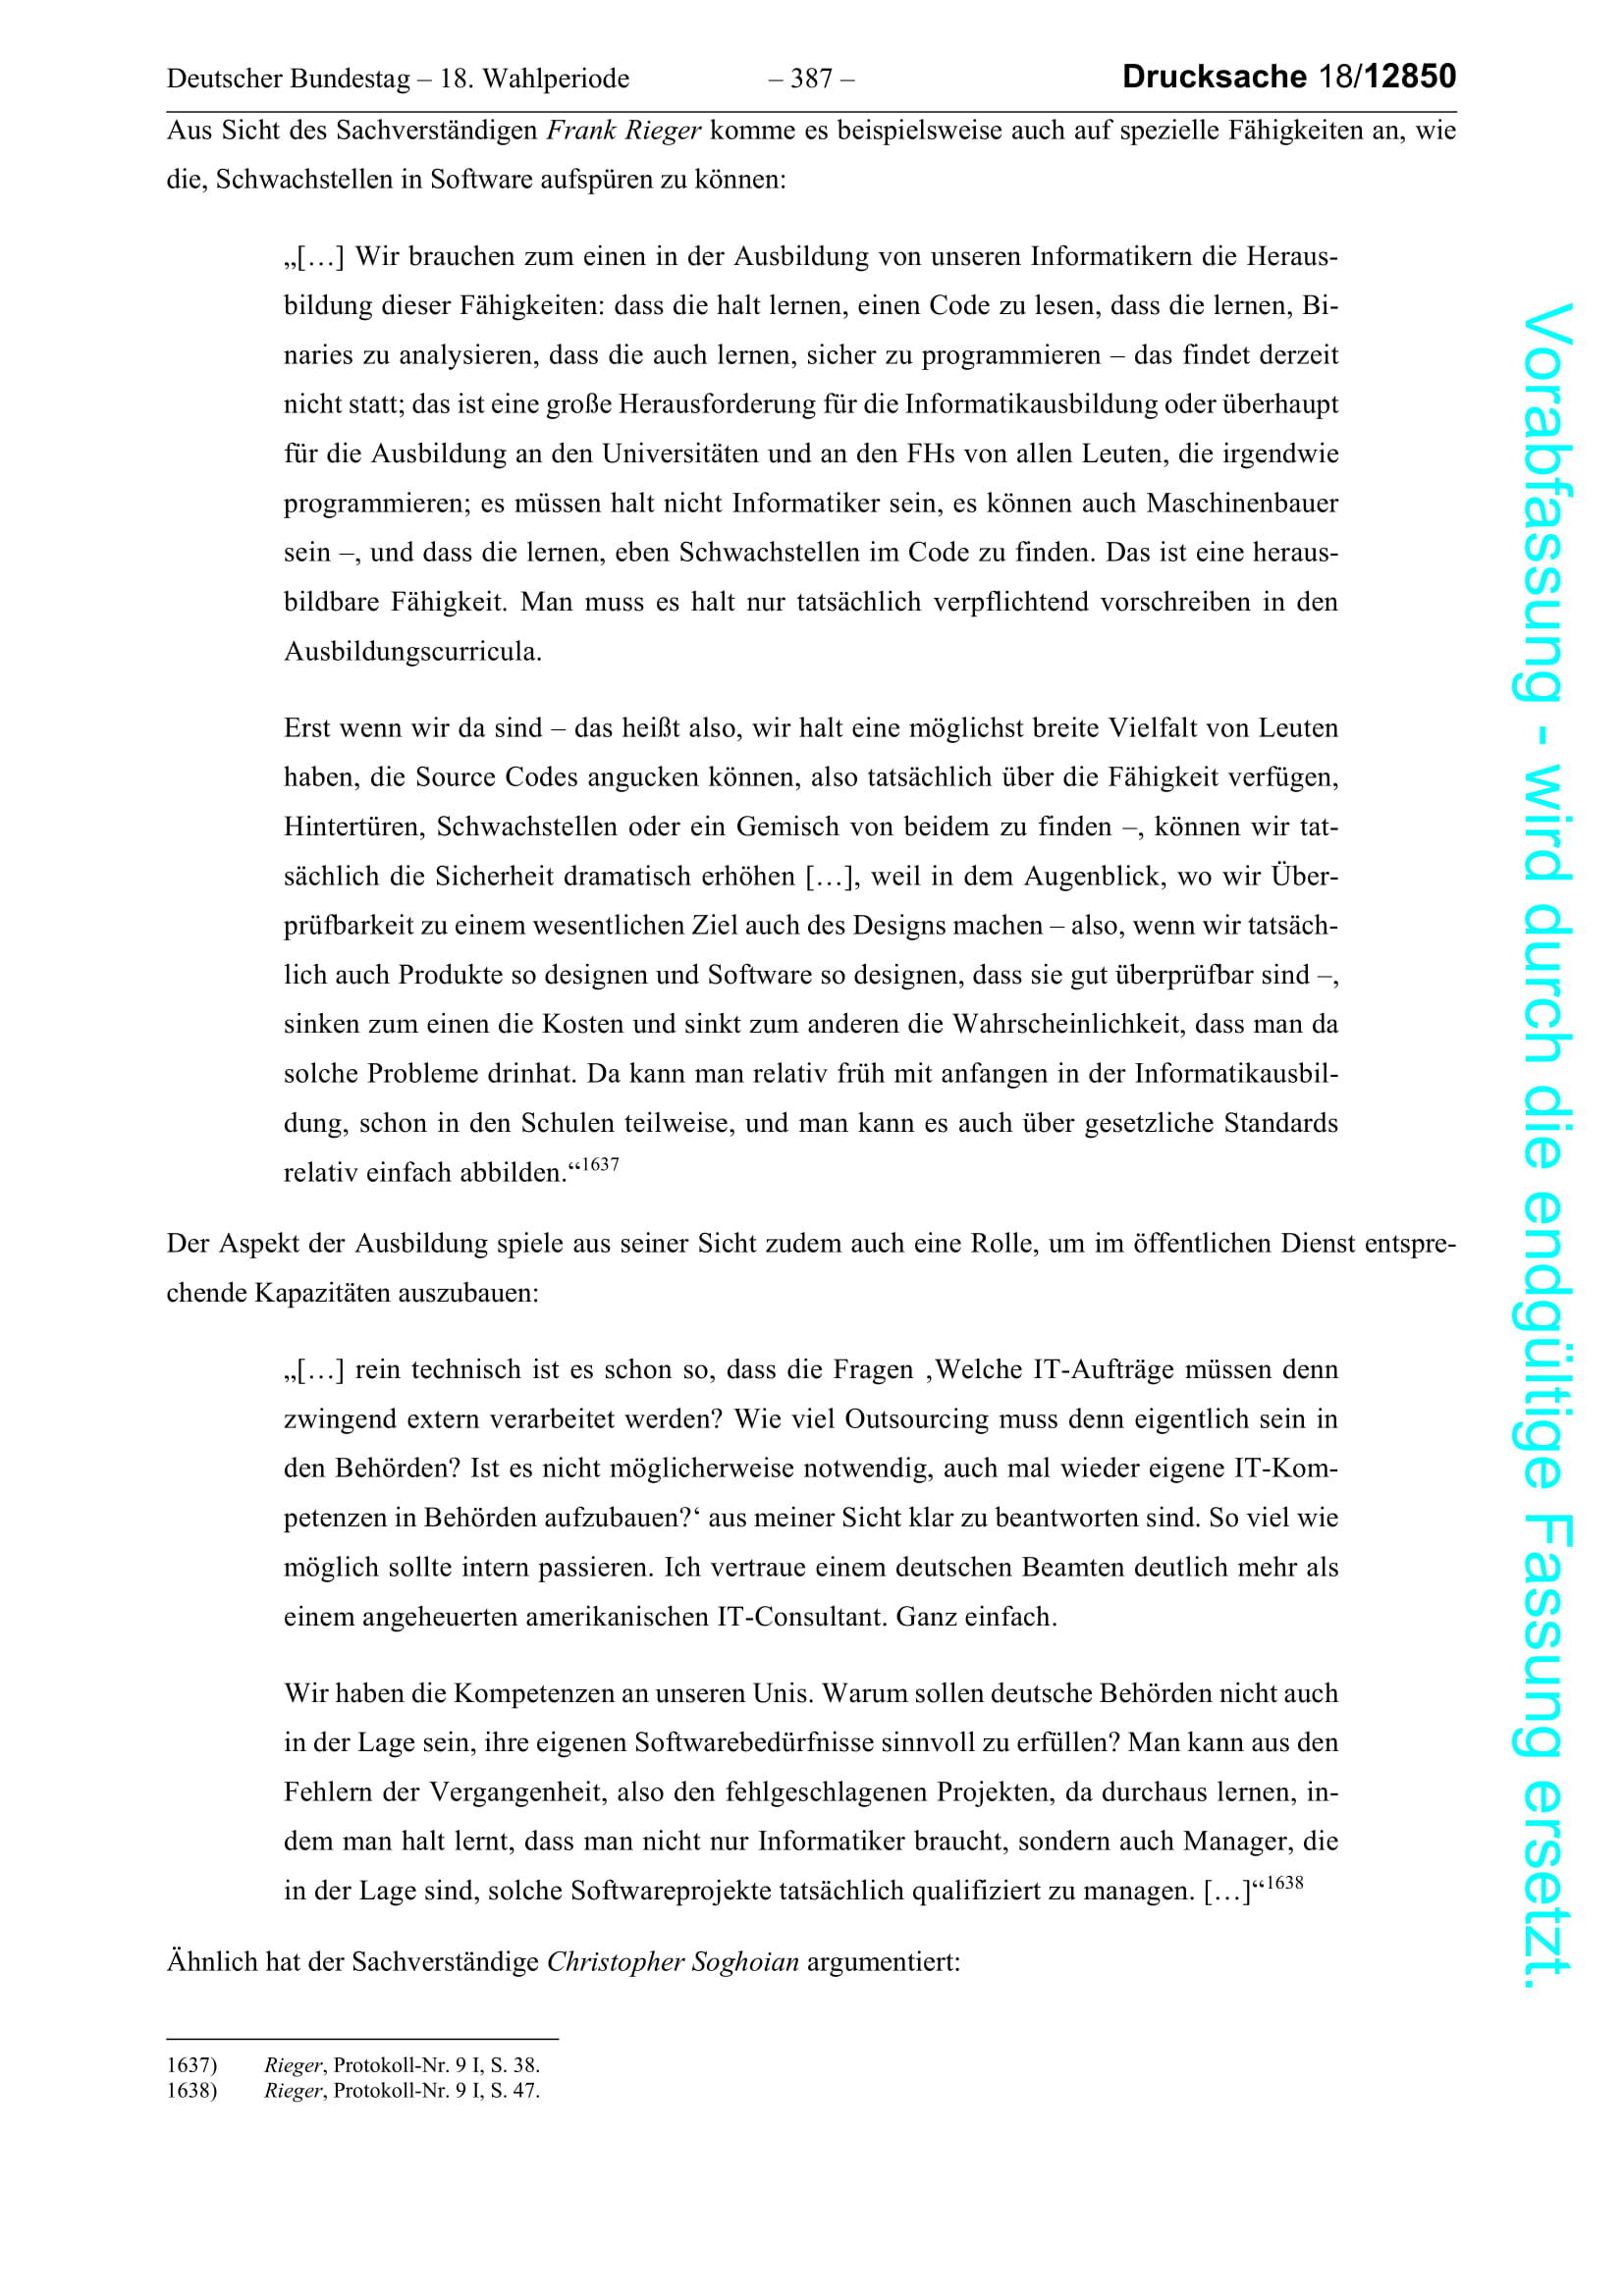 Deutscher Bundestag – 18. Wahlperiode – 387 – Drucksache 18/12850
Aus Sicht des Sachverständigen Frank Rieger komme es beispielsweise auch auf spezielle Fähigkeiten an, wie
die, Schwachstellen in Software aufspüren zu können:
„[…] Wir brauchen zum einen in der Ausbildung von unseren Informatikern die Heraus-
bildung dieser Fähigkeiten: dass die halt lernen, einen Code zu lesen, dass die lernen, Bi-
naries zu analysieren, dass die auch lernen, sicher zu programmieren – das findet derzeit
nicht statt; das ist eine große Herausforderung für die Informatikausbildung oder überhaupt
für die Ausbildung an den Universitäten und an den FHs von allen Leuten, die irgendwie
programmieren; es müssen halt nicht Informatiker sein, es können auch Maschinenbauer
sein –, und dass die lernen, eben Schwachstellen im Code zu finden. Das ist eine heraus-
bildbare Fähigkeit. Man muss es halt nur tatsächlich verpflichtend vorschreiben in den
Ausbildungscurricula.
Erst wenn wir da sind – das heißt also, wir halt eine möglichst breite Vielfalt von Leuten
haben, die Source Codes angucken können, also tatsächlich über die Fähigkeit verfügen,
Hintertüren, Schwachstellen oder ein Gemisch von beidem zu finden –, können wir tat-
sächlich die Sicherheit dramatisch erhöhen […], weil in dem Augenblick, wo wir Über-
prüfbarkeit zu einem wesentlichen Ziel auch des Designs machen – also, wenn wir tatsäch-
lich auch Produkte so designen und Software so designen, dass sie gut überprüfbar sind –,
sinken zum einen die Kosten und sinkt zum anderen die Wahrscheinlichkeit, dass man da
solche Probleme drinhat. Da kann man relativ früh mit anfangen in der Informatikausbil-
dung, schon in den Schulen teilweise, und man kann es auch über gesetzliche Standards
relativ einfach abbilden.“1637
Der Aspekt der Ausbildung spiele aus seiner Sicht zudem auch eine Rolle, um im öffentlichen Dienst entspre-
chende Kapazitäten auszubauen:
„[…] rein technisch ist es schon so, dass die Fragen ‚Welche IT-Aufträge müssen denn
zwingend extern verarbeitet werden? Wie viel Outsourcing muss denn eigentlich sein in
den Behörden? Ist es nicht möglicherweise notwendig, auch mal wieder eigene IT-Kom-
petenzen in Behörden aufzubauen?‘ aus meiner Sicht klar zu beantworten sind. So viel wie
möglich sollte intern passieren. Ich vertraue einem deutschen Beamten deutlich mehr als
einem angeheuerten amerikanischen IT-Consultant. Ganz einfach.
Wir haben die Kompetenzen an unseren Unis. Warum sollen deutsche Behörden nicht auch
in der Lage sein, ihre eigenen Softwarebedürfnisse sinnvoll zu erfüllen? Man kann aus den
Fehlern der Vergangenheit, also den fehlgeschlagenen Projekten, da durchaus lernen, in-
dem man halt lernt, dass man nicht nur Informatiker braucht, sondern auch Manager, die
in der Lage sind, solche Softwareprojekte tatsächlich qualifiziert zu managen. […]“1638
Ähnlich hat der Sachverständige Christopher Soghoian argumentiert:
1637) Rieger, Protokoll-Nr. 9 I, S. 38.
1638) Rieger, Protokoll-Nr. 9 I, S. 47.
Vorabfassung - wird durch die endgültige Fassung ersetzt.